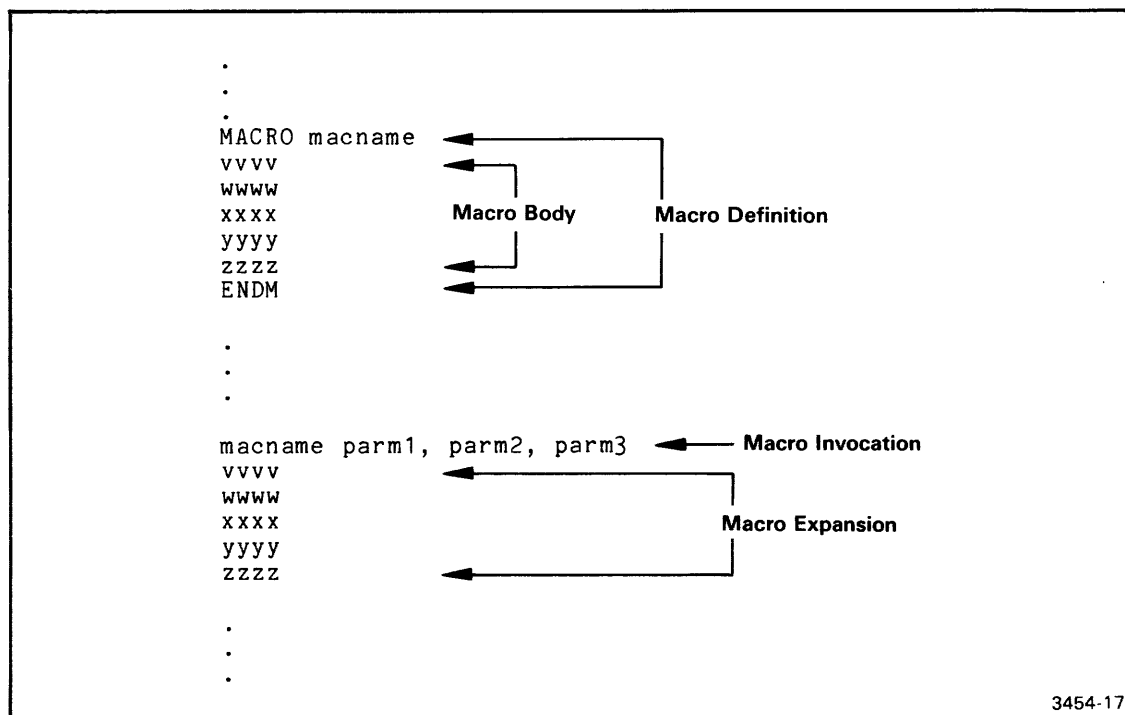 .
.
.
MACRO macname
vvvv
wwww
xxxx
Macro Body
Macro Definition
yyyy
zzzz
ENDM
.
.
.
macname parm1, parm2, parm3
Macro Invocation
vvvv
wwww
xxxx
Macro Expansion
yyyy
zzzz
.
.
.
3454-17